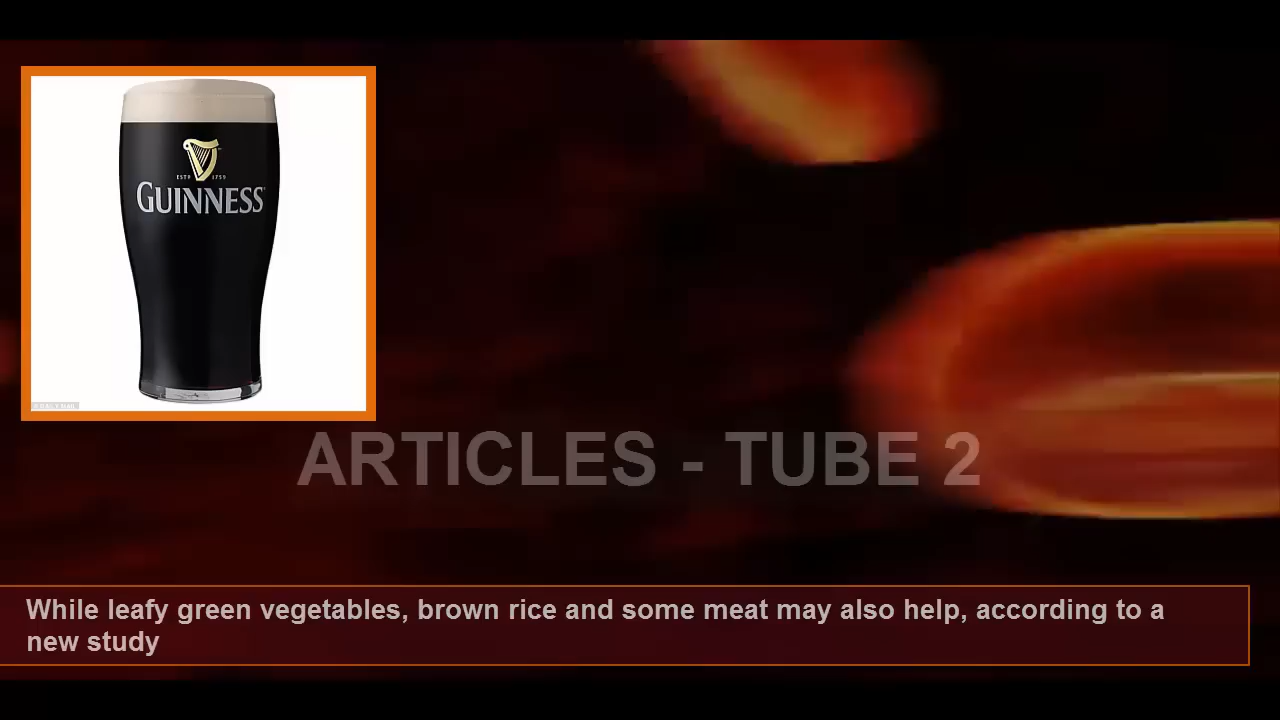 ESTD 1759
GUINNESS
ARTICLES - TUBE 2
While leafy green vegetables, brown rice and some meat may also help, according to a
new study